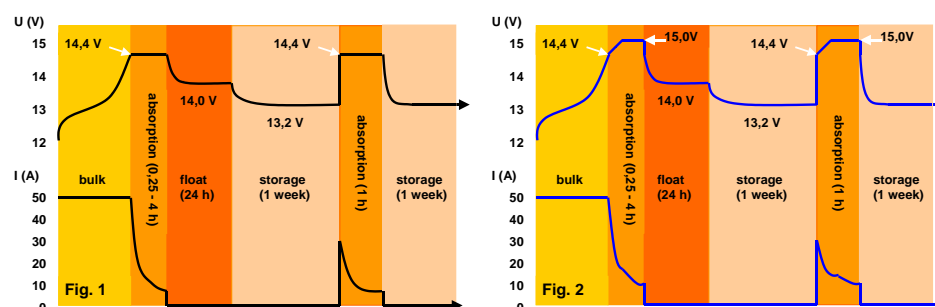 U (V)
15
14
13
12
I (A)
50
40
30
20
10
0
14,4 V
14,0 V
13,2 V
14,4 V
bulk
absorption (0,25 - 4 h)
float
(24 h)
storage
(1 week)
absorption (1 h)
storage
(1 week)
Fig. 1
U (V)
15
14
13
12
I (A)
50
40
30
20
10
0
14,4 V
15,0V
14,0 V
13,2 V
14,4 V
15,0V
bulk
absorption (0,25 - 4 h)
float
(24 h)
storage
(1 week)
absorption (1 h)
storage
(1 week)
Fig. 2